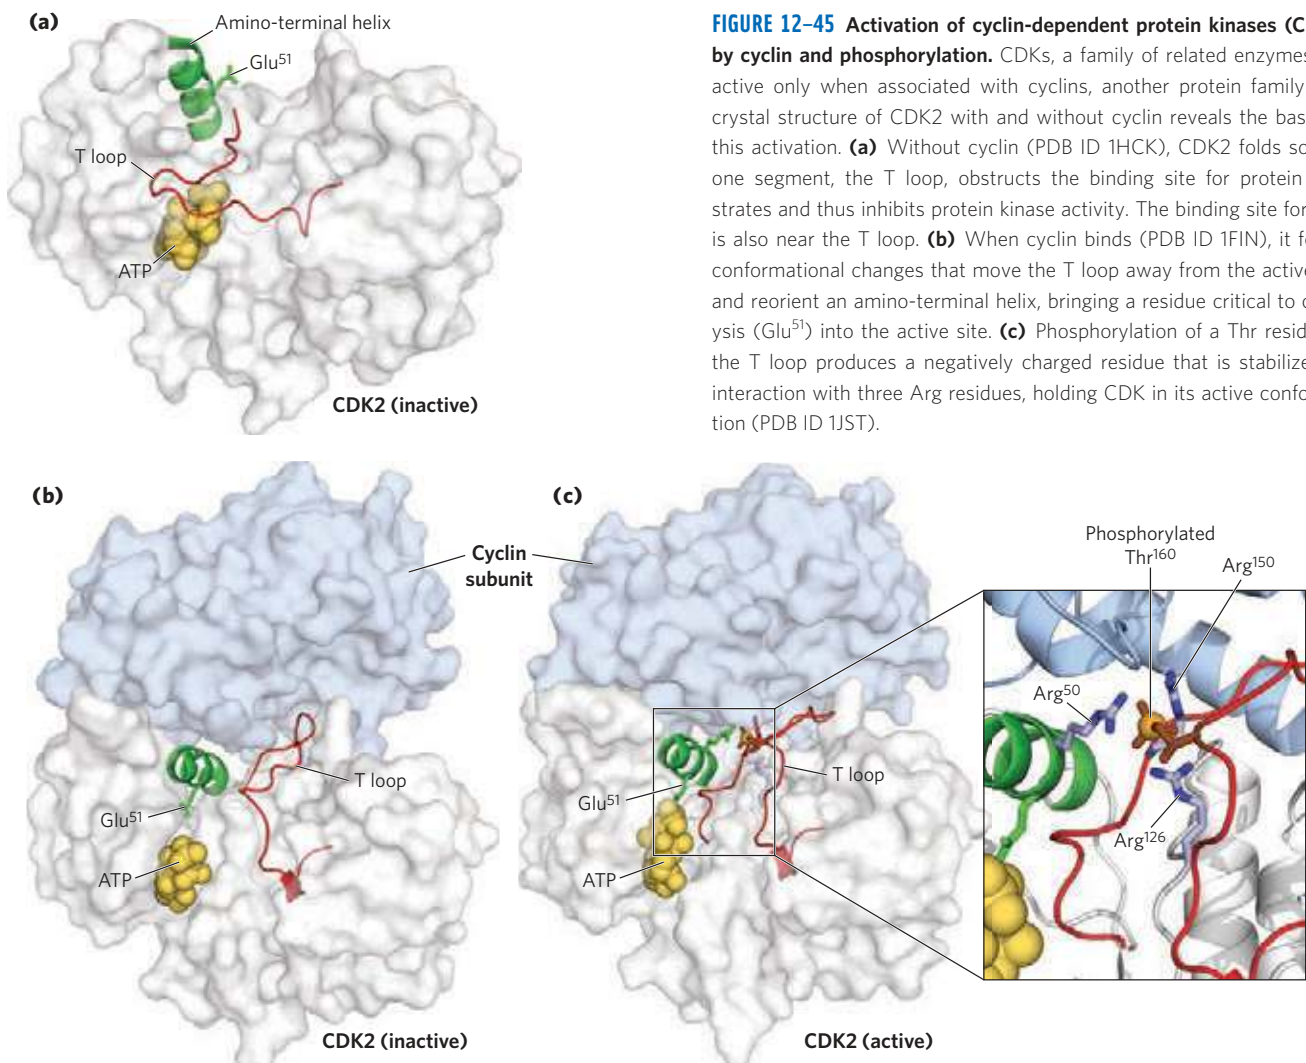 (a)
Amino-terminal helix
Glu⁵¹
T loop
ATP
CDK2 (inactive)
FIGURE 12–45 Activation of cyclin-dependent protein kinases (C
by cyclin and phosphorylation. CDKs, a family of related enzymes
active only when associated with cyclins, another protein family
crystal structure of CDK2 with and without cyclin reveals the bas
this activation. (a) Without cyclin (PDB ID 1HCK), CDK2 folds so
one segment, the T loop, obstructs the binding site for protein
strates and thus inhibits protein kinase activity. The binding site for
is also near the T loop. (b) When cyclin binds (PDB ID 1FIN), it fo
conformational changes that move the T loop away from the active
and reorient an amino-terminal helix, bringing a residue critical to c
ysis (Glu⁵¹) into the active site. (c) Phosphorylation of a Thr resid
the T loop produces a negatively charged residue that is stabilize
interaction with three Arg residues, holding CDK in its active confo
tion (PDB ID 1JST).
(b)
Cyclin
subunit
T loop
Glu⁵¹
ATP
CDK2 (inactive)
(c)
T loop
Glu⁵¹
ATP
CDK2 (active)
Phosphorylated
Thr¹⁶⁰
Arg¹⁵⁰
Arg⁵⁰
Arg¹²⁶